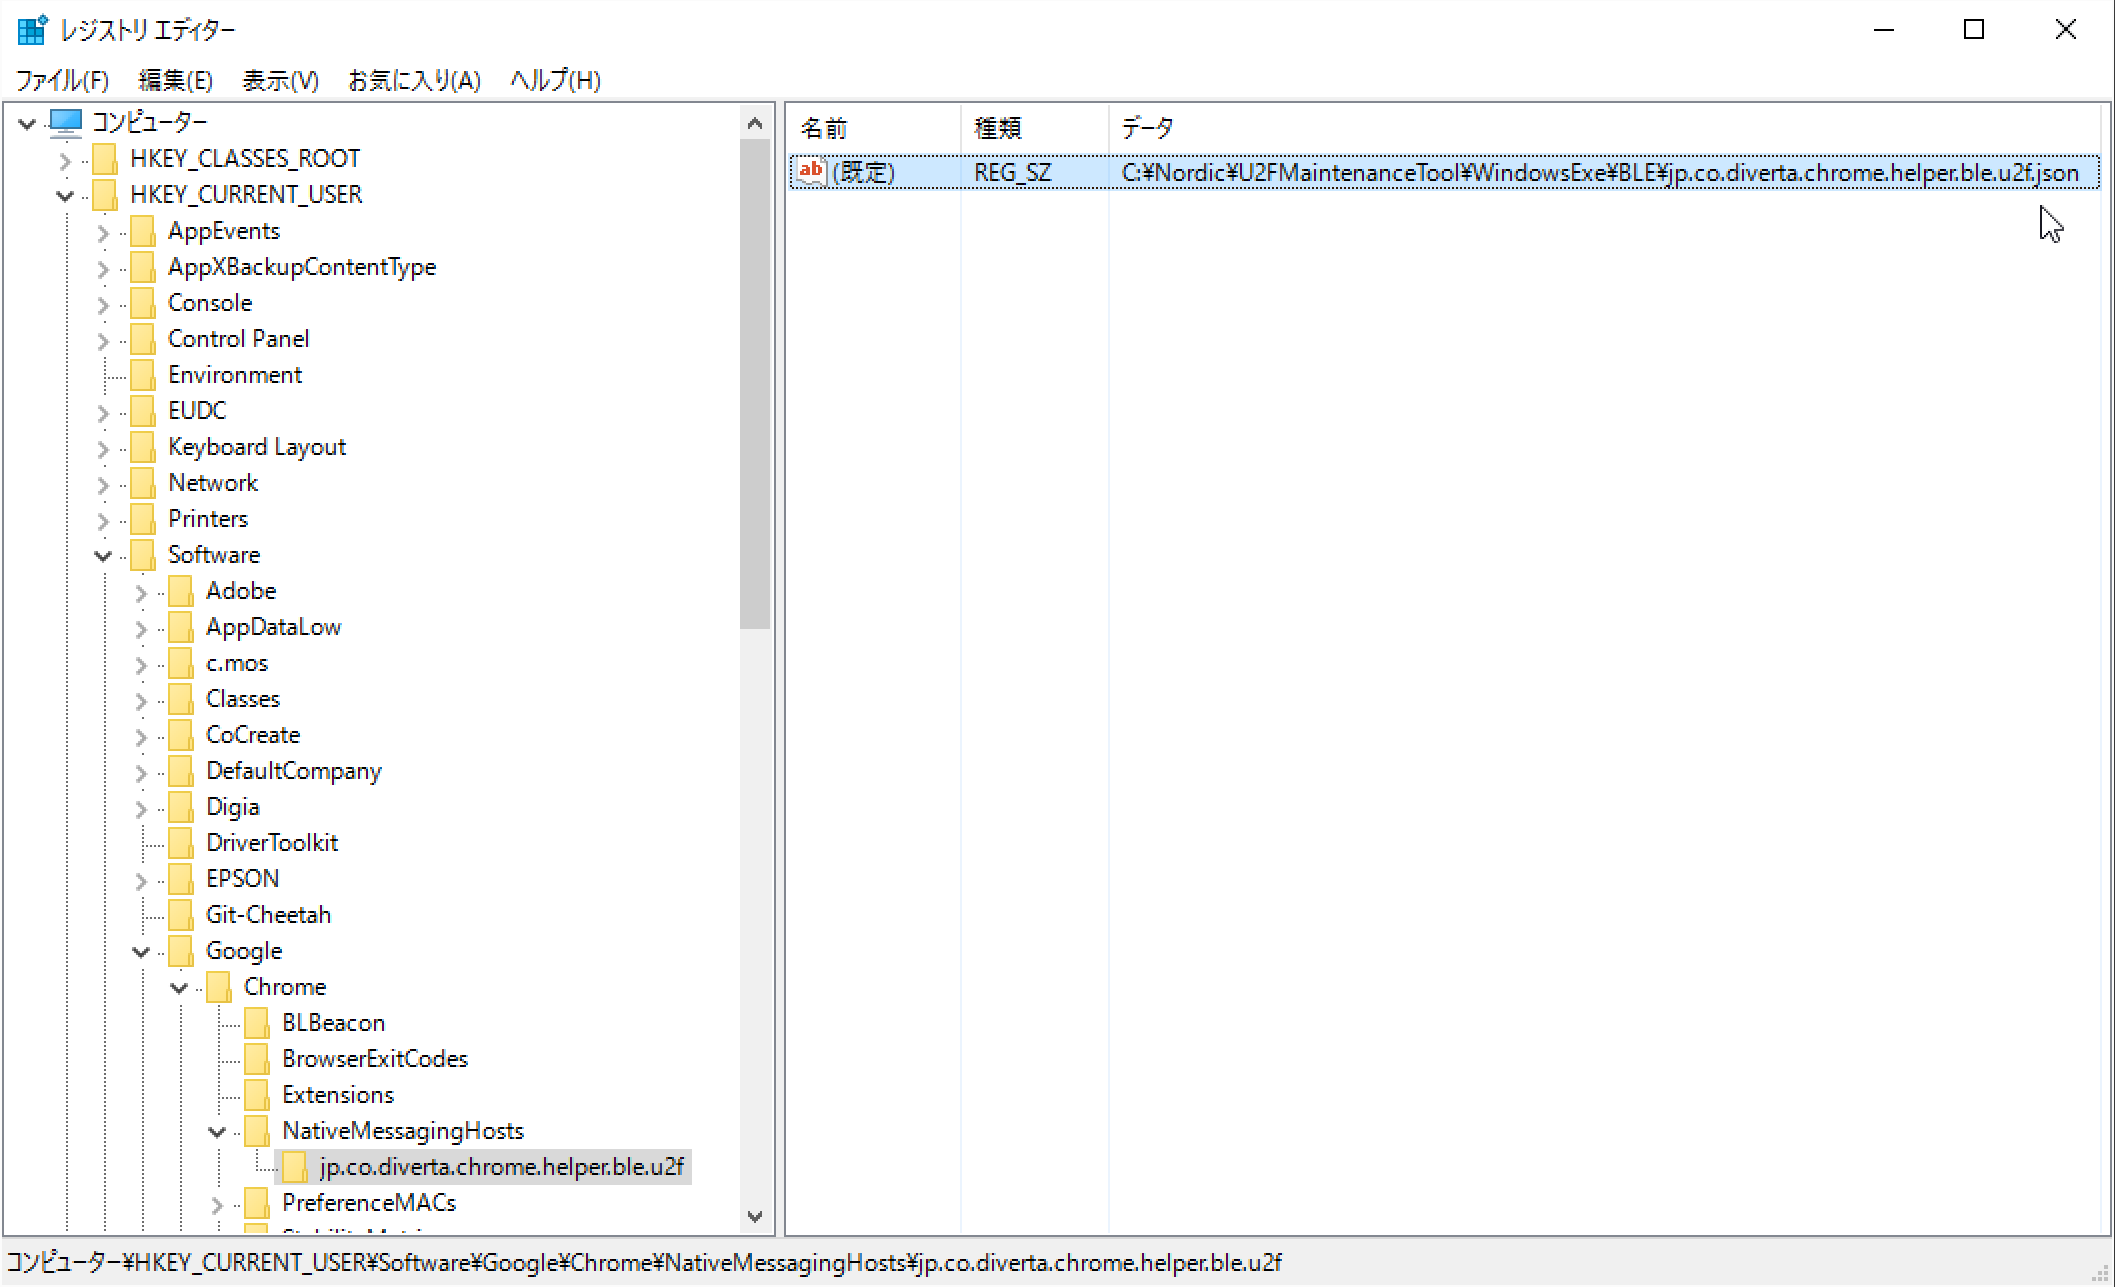 レジストリ エディター
ファイル(F) 編集(E) 表示(V) お気に入り(A) ヘルプ(H)
コンピューター
HKEY_CLASSES_ROOT
HKEY_CURRENT_USER
AppEvents
AppXBackupContentType
Console
Control Panel
Environment
EUDC
Keyboard Layout
Network
Printers
Software
Adobe
AppDataLow
c.mos
Classes
CoCreate
DefaultCompany
Digia
DriverToolkit
EPSON
Git-Cheetah
Google
Chrome
BLBeacon
BrowserExitCodes
Extensions
NativeMessagingHosts
jp.co.diverta.chrome.helper.ble.u2f
PreferenceMACs
名前 種類 データ
ab (既定) REG_SZ C:¥Nordic¥U2FMaintenanceTool¥WindowsExe¥BLE¥jp.co.diverta.chrome.helper.ble.u2f.json
コンピューター¥HKEY_CURRENT_USER¥Software¥Google¥Chrome¥NativeMessagingHosts¥jp.co.diverta.chrome.helper.ble.u2f